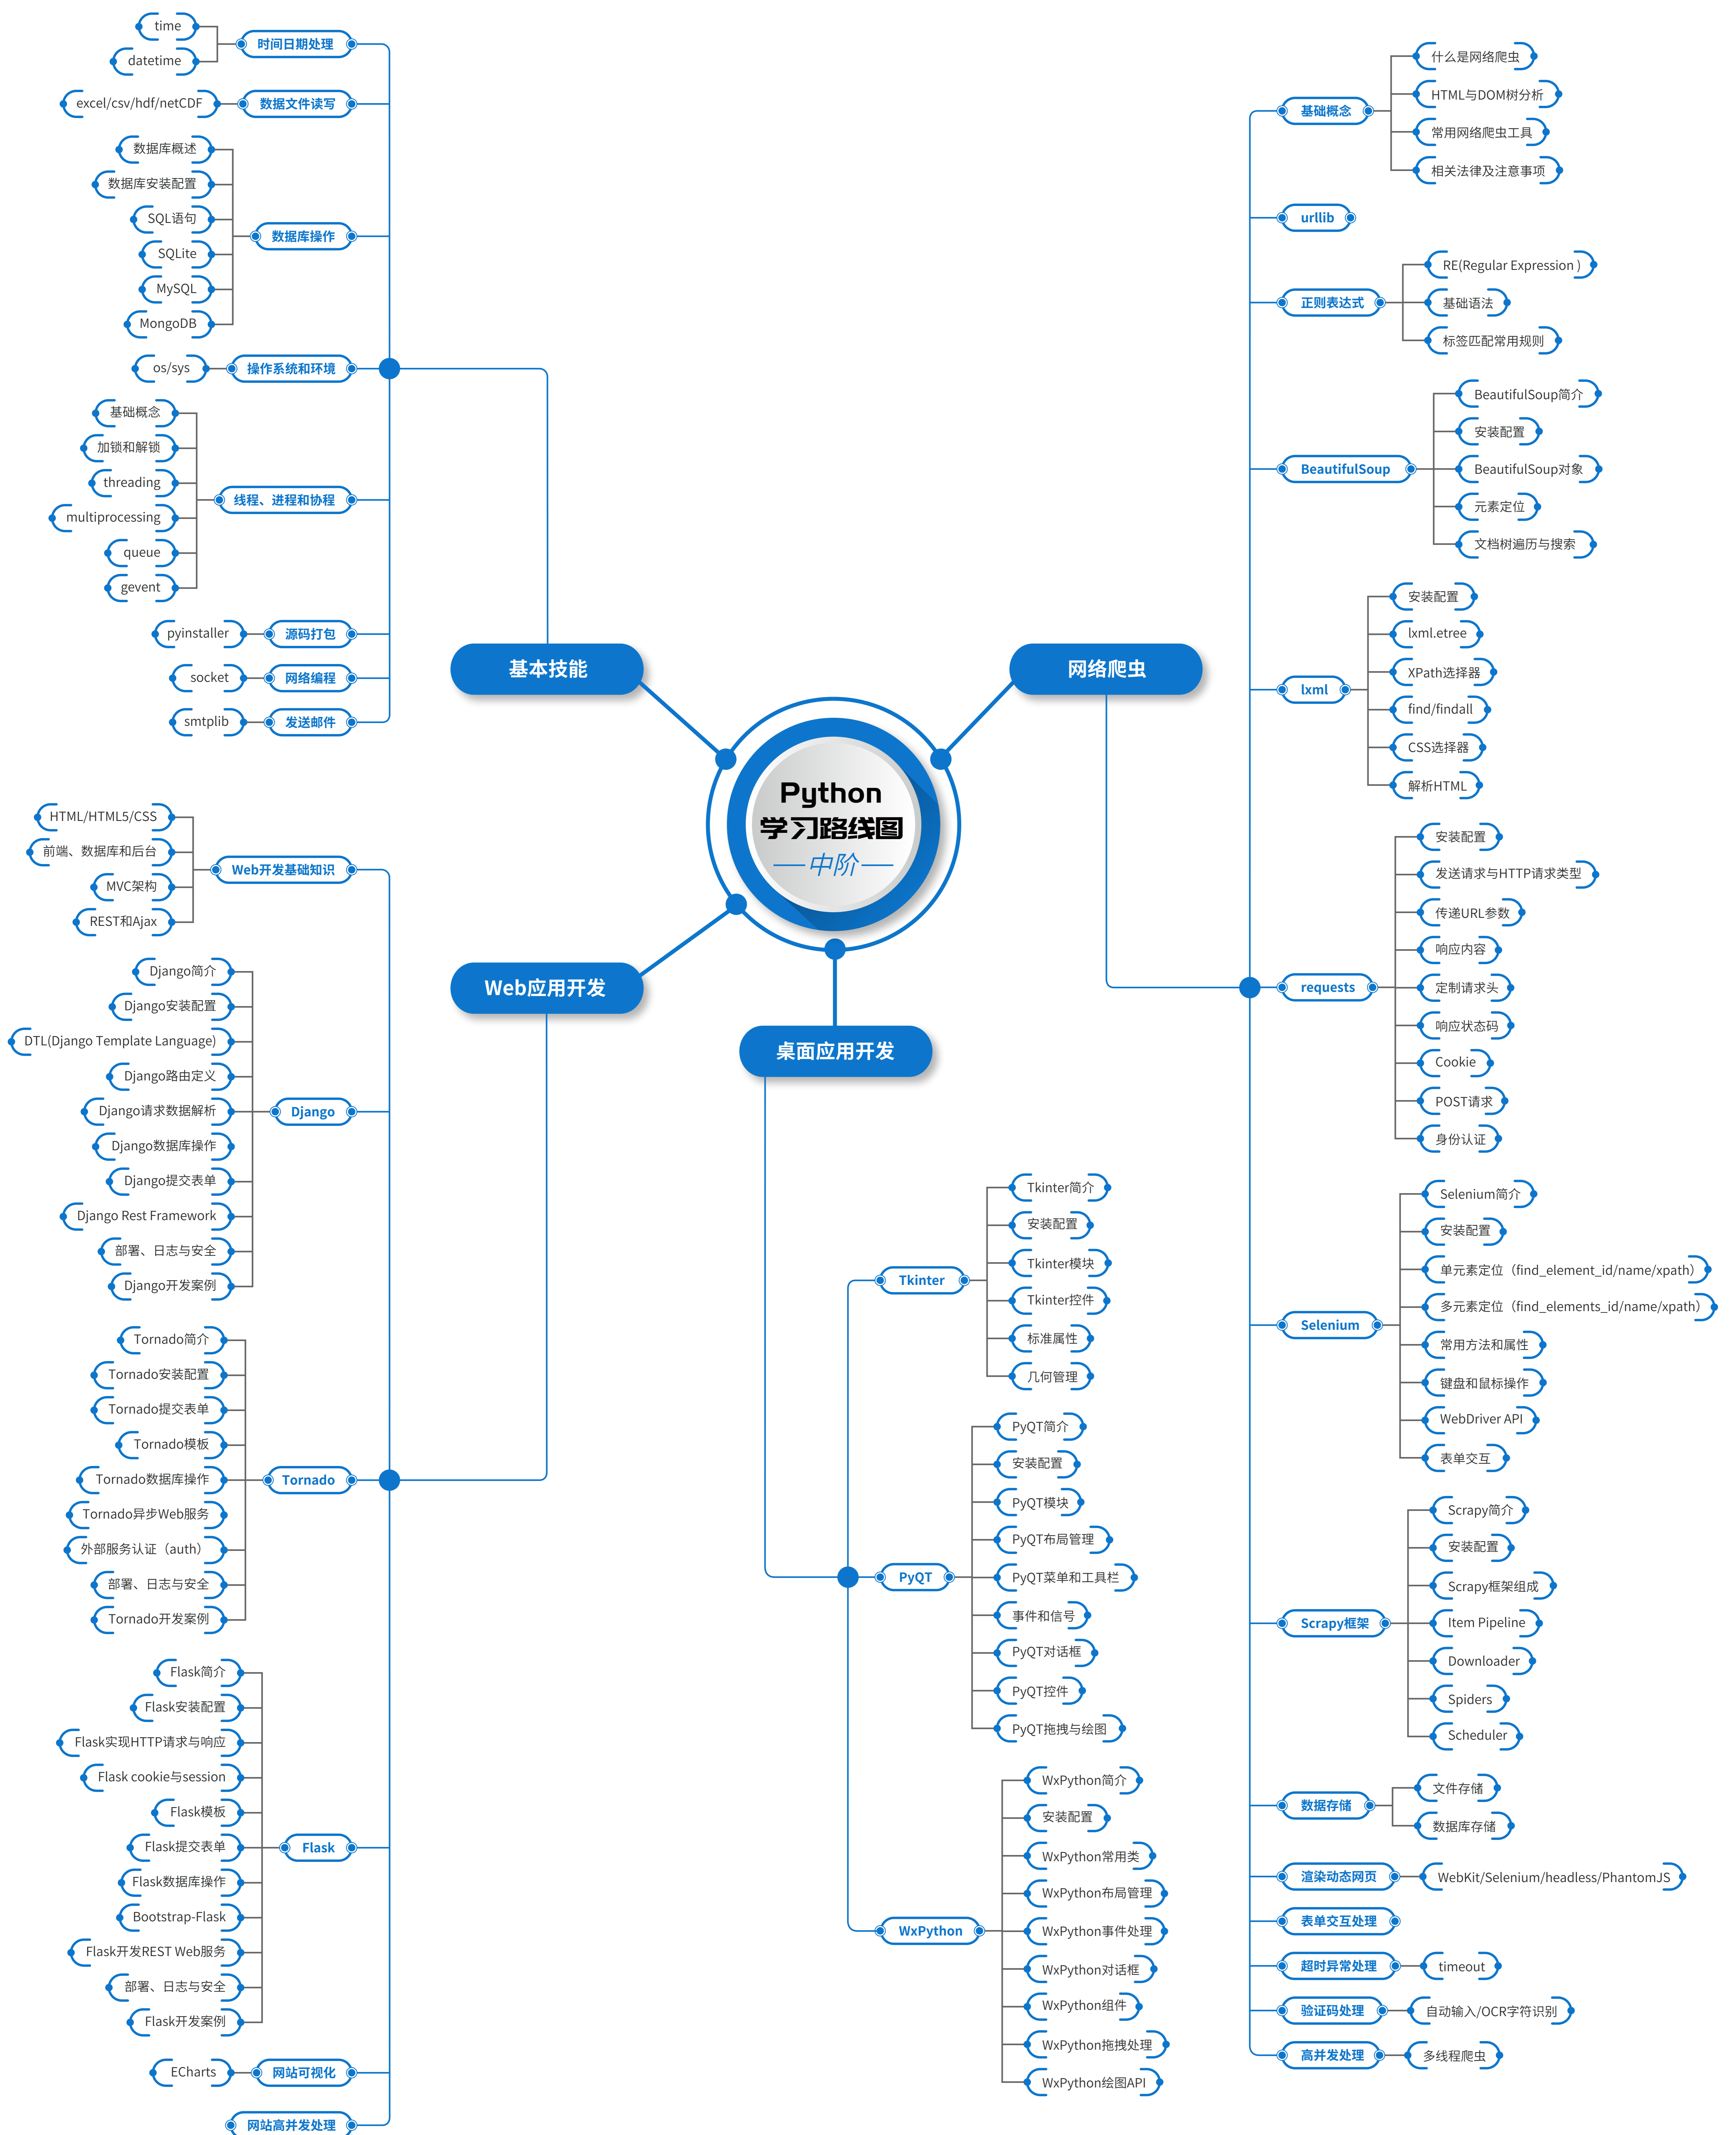 Python
学习路线图
中阶
基本技能
时间日期处理
time
datetime
数据文件读写
excel/csv/hdf/netCDF
数据库操作
数据库概述
数据库安装配置
SQL语句
SQLite
MySQL
MongoDB
操作系统和环境
os/sys
线程、进程和协程
基础概念
加锁和解锁
threading
multiprocessing
queue
gevent
源码打包
pyinstaller
网络编程
socket
发送邮件
smtplib
Web应用开发
Web开发基础知识
HTML/HTML5/CSS
前端、数据库和后台
MVC架构
REST和Ajax
Django
Django简介
Django安装配置
DTL(Django Template Language)
Django路由定义
Django请求数据解析
Django数据库操作
Django提交表单
Django Rest Framework
部署、日志与安全
Django开发案例
Tornado
Tornado简介
Tornado安装配置
Tornado提交表单
Tornado模板
Tornado数据库操作
Tornado异步Web服务
外部服务认证（auth）
部署、日志与安全
Tornado开发案例
Flask
Flask简介
Flask安装配置
Flask实现HTTP请求与响应
Flask cookie与session
Flask模板
Flask提交表单
Flask数据库操作
Bootstrap-Flask
Flask开发REST Web服务
部署、日志与安全
Flask开发案例
网站可视化
ECharts
网站高并发处理
桌面应用开发
Tkinter
Tkinter简介
安装配置
Tkinter模块
Tkinter控件
标准属性
几何管理
PyQT
PyQT简介
安装配置
PyQT模块
PyQT布局管理
PyQT菜单和工具栏
事件和信号
PyQT对话框
PyQT控件
PyQT拖拽与绘图
WxPython
WxPython简介
安装配置
WxPython常用类
WxPython布局管理
WxPython事件处理
WxPython对话框
WxPython组件
WxPython拖拽处理
WxPython绘图API
网络爬虫
基础概念
什么是网络爬虫
HTML与DOM树分析
常用网络爬虫工具
相关法律及注意事项
urllib
正则表达式
RE(Regular Expression )
基础语法
标签匹配常用规则
BeautifulSoup
BeautifulSoup简介
安装配置
BeautifulSoup对象
元素定位
文档树遍历与搜索
lxml
安装配置
lxml.etree
XPath选择器
find/findall
CSS选择器
解析HTML
requests
安装配置
发送请求与HTTP请求类型
传递URL参数
响应内容
定制请求头
响应状态码
Cookie
POST请求
身份认证
Selenium
Selenium简介
安装配置
单元素定位（find_element_id/name/xpath）
多元素定位（find_elements_id/name/xpath）
常用方法和属性
键盘和鼠标操作
WebDriver API
表单交互
Scrapy框架
Scrapy简介
安装配置
Scrapy框架组成
Item Pipeline
Downloader
Spiders
Scheduler
数据存储
文件存储
数据库存储
渲染动态网页
WebKit/Selenium/headless/PhantomJS
表单交互处理
超时异常处理
timeout
验证码处理
自动输入/OCR字符识别
高并发处理
多线程爬虫